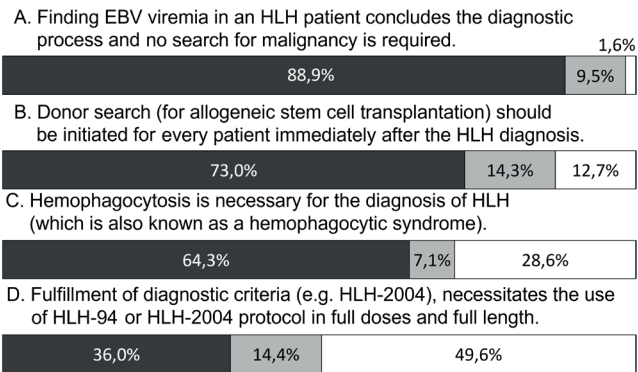 A. Finding EBV viremia in an HLH patient concludes the diagnostic
process and no search for malignancy is required.
1,6%
88,9% 9,5%
B. Donor search (for allogeneic stem cell transplantation) should
be initiated for every patient immediately after the HLH diagnosis.
73,0% 14,3% 12,7%
C. Hemophagocytosis is necessary for the diagnosis of HLH
(which is also known as a hemophagocytic syndrome).
64,3% 7,1% 28,6%
D. Fulfillment of diagnostic criteria (e.g. HLH-2004), necessitates the use
of HLH-94 or HLH-2004 protocol in full doses and full length.
36,0% 14,4% 49,6%